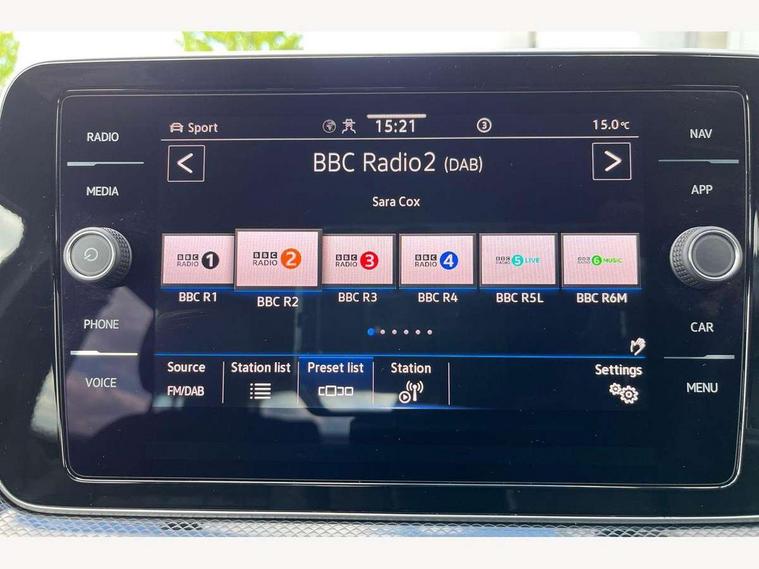 RADIO
MEDIA
PHONE
VOICE
Sport
15:21
3
15.0°C
<
BBC Radio2 (DAB)
>
Sara Cox
BBC RADIO 1
BBC RADIO 2
BBC RADIO 3
BBC RADIO 4
BBC RADIO 5 LIVE
BBC RADIO 6 MUSIC
BBC R1
BBC R2
BBC R3
BBC R4
BBC R5L
BBC R6M
Source
FM/DAB
Station list
Preset list
Station
Settings
NAV
APP
CAR
MENU